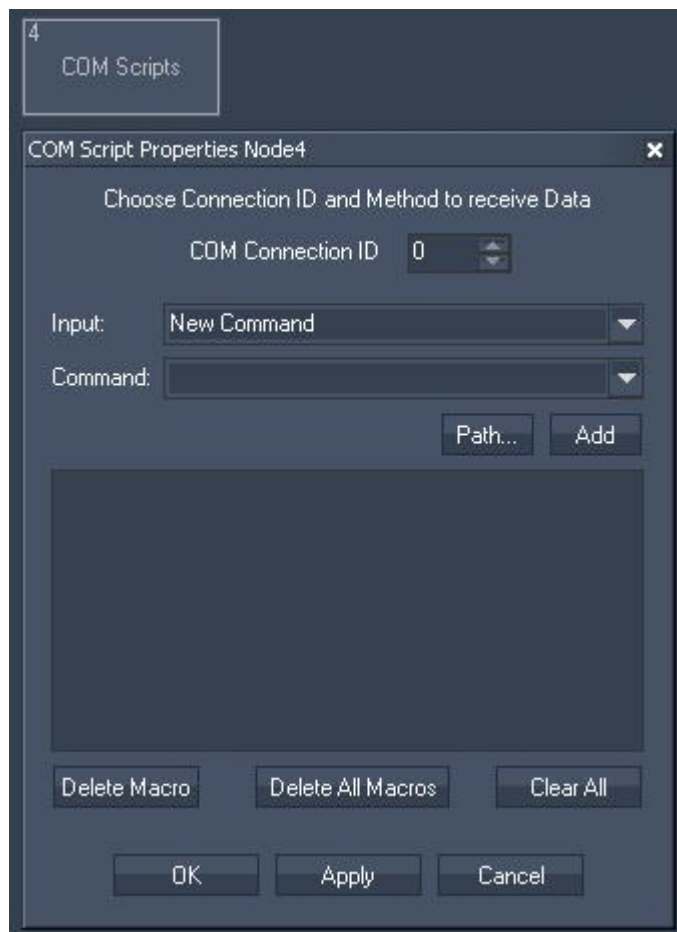 4
COM Scripts
COM Script Properties Node4
Choose Connection ID and Method to receive Data
COM Connection ID 0
Input: New Command
Command:
Path... Add
Delete Macro Delete All Macros Clear All
OK Apply Cancel